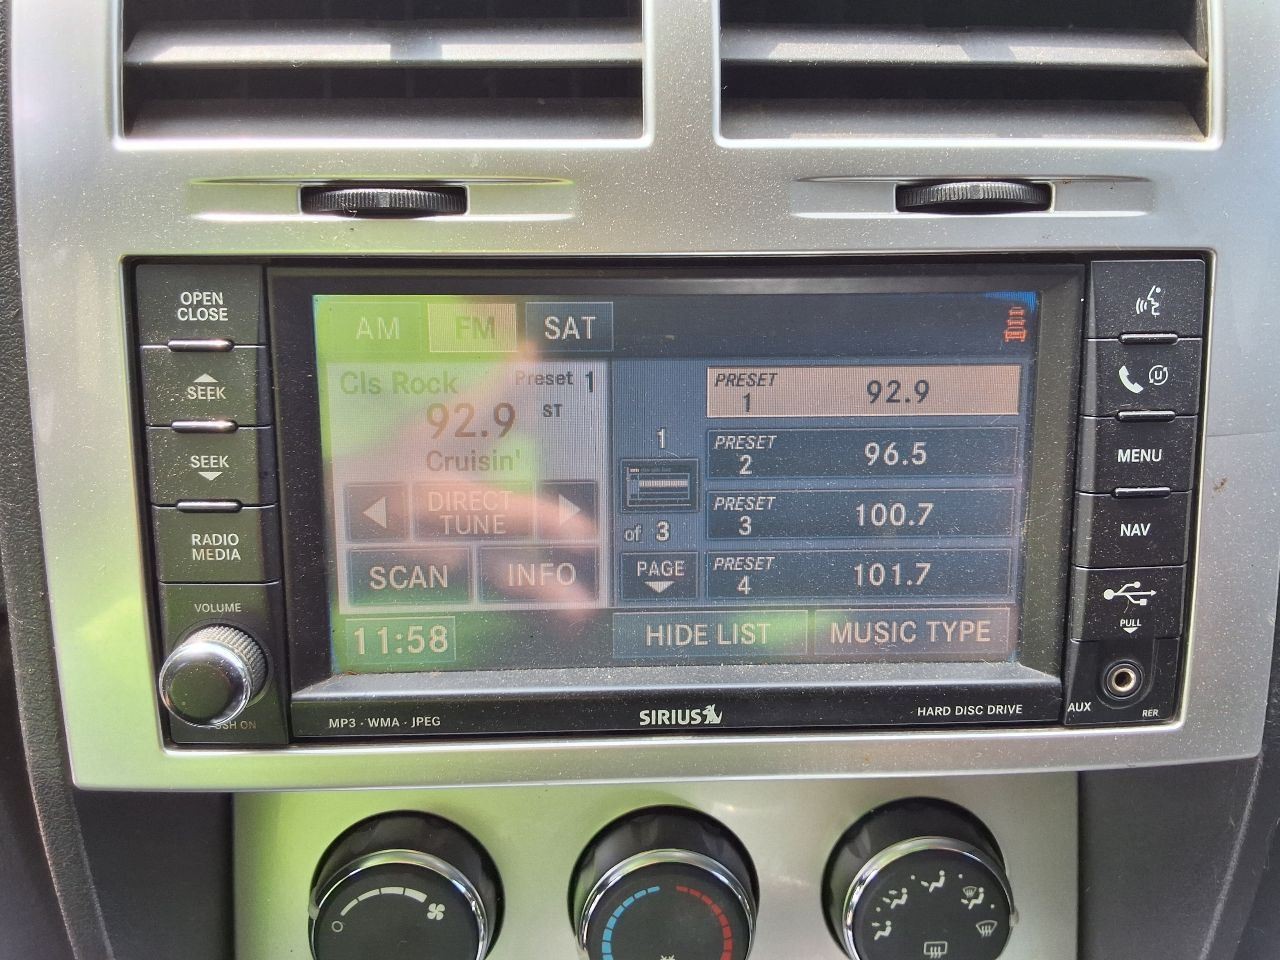 OPEN
CLOSE
SEEK
SEEK
RADIO
MEDIA
VOLUME
PUSH ON
AM FM SAT
Cls Rock Preset 1
92.9 ST
Cruisin'
DIRECT
TUNE
SCAN INFO
11:58
1
of 3
PAGE
PRESET
1 92.9
PRESET
2 96.5
PRESET
3 100.7
PRESET
4 101.7
HIDE LIST MUSIC TYPE
MP3 · WMA · JPEG SIRIUS HARD DISC DRIVE
MENU
NAV
PULL
AUX
RER